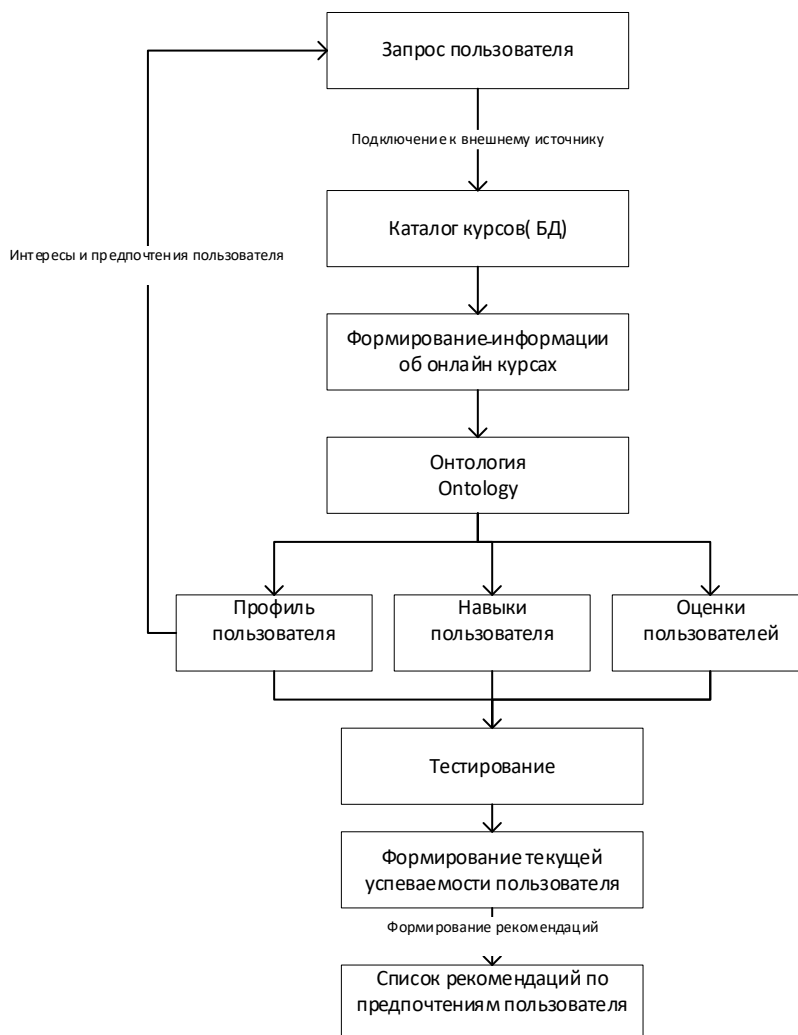 Запрос пользователя
Подключение к внешнему источнику
Каталог курсов( БД)
Интересы и предпочтения пользователя
Формирование информации
об онлайн курсах
Онтология
Ontology
Профиль
пользователя
Навыки
пользователя
Оценки
пользователей
Тестирование
Формирование текущей
успеваемости пользователя
Формирование рекомендаций
Список рекомендаций по
предпочтениям пользователя